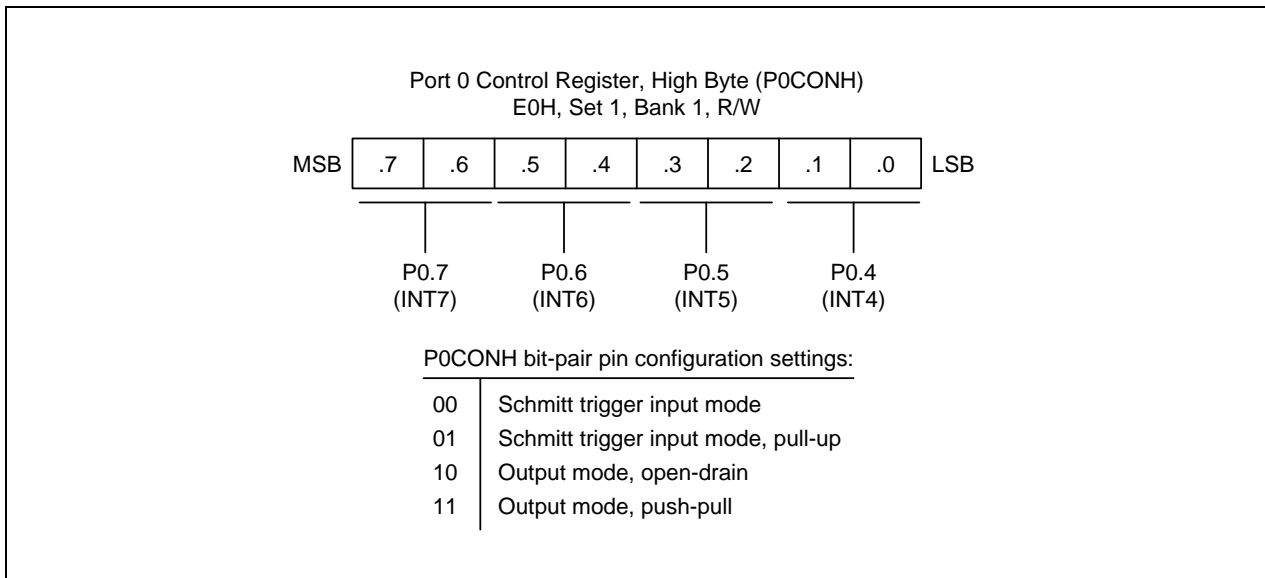 Port 0 Control Register, High Byte (P0CONH)
E0H, Set 1, Bank 1, R/W
MSB .7 .6 .5 .4 .3 .2 .1 .0 LSB
P0.7 P0.6 P0.5 P0.4
(INT7) (INT6) (INT5) (INT4)
P0CONH bit-pair pin configuration settings:
00 Schmitt trigger input mode
01 Schmitt trigger input mode, pull-up
10 Output mode, open-drain
11 Output mode, push-pull